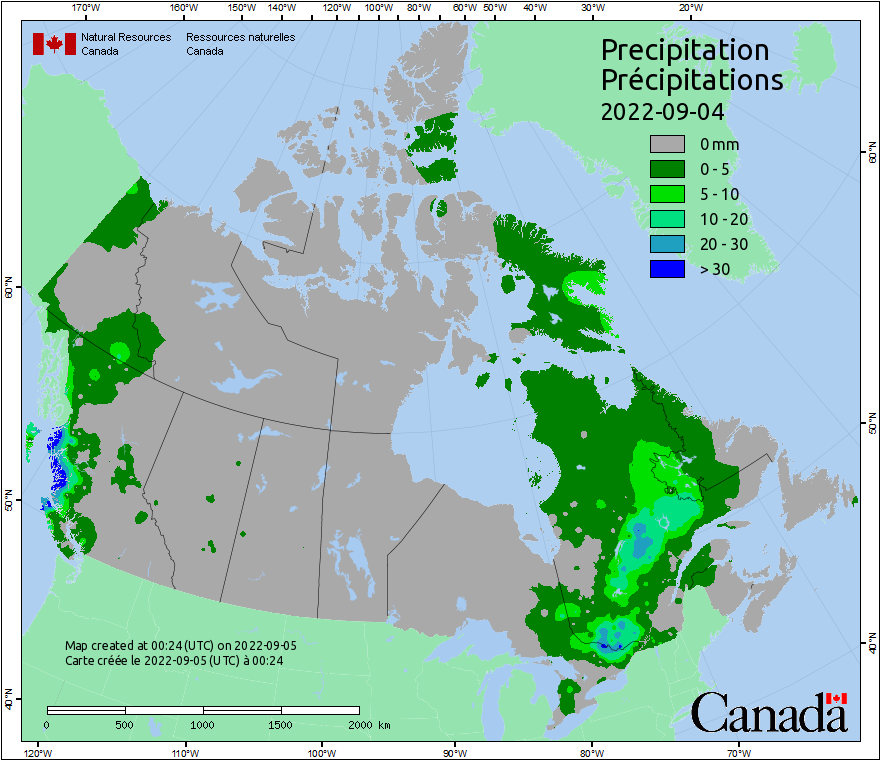 170°W 160°W 150°W 140°W 120°W 100°W 80°W 60°W 50°W 40°W 30°W 20°W
Natural Resources Ressources naturelles
Canada Canada
Precipitation
Précipitations
2022-09-04
0 mm
0 - 5
5 - 10
10 - 20
20 - 30
> 30
60°N
60°N
50°N
50°N
40°N
40°N
Map created at 00:24 (UTC) on 2022-09-05
Carte créée le 2022-09-05 (UTC) à 00:24
0 500 1000 1500 2000 km
Canada
120°W 110°W 100°W 90°W 80°W 70°W